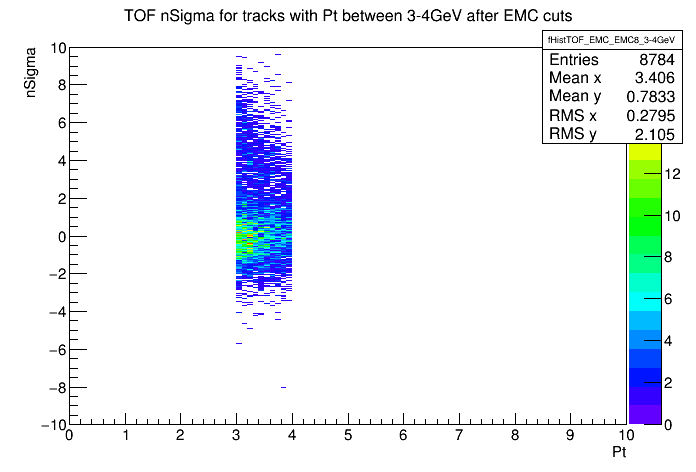 TOF nSigma for tracks with Pt between 3-4GeV after EMC cuts
fHistTOF_EMC_EMC8_3-4GeV
Entries 8784
Mean x 3.406
Mean y 0.7833
RMS x 0.2795
RMS y 2.105
nSigma
10
8
6
4
2
0
−2
−4
−6
−8
−10
0 1 2 3 4 5 6 7 8 9 10
Pt
12
10
8
6
4
2
0